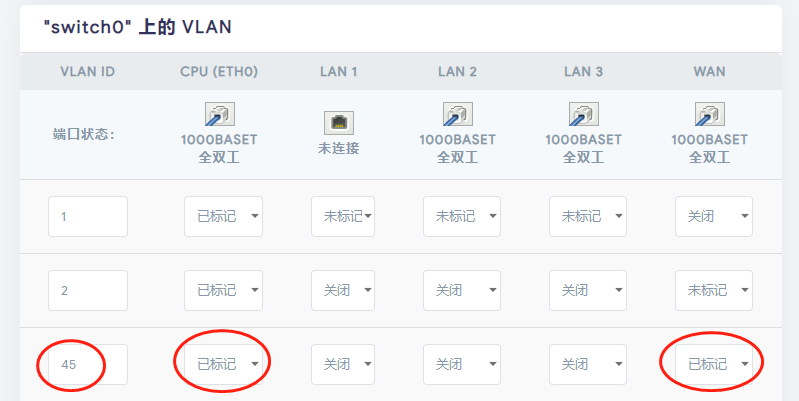 "switch0" 上的 VLAN
VLAN ID CPU (ETH0) LAN 1 LAN 2 LAN 3 WAN
端口状态: 1000BASET 全双工 未连接 1000BASET 全双工 1000BASET 全双工 1000BASET 全双工
1 已标记 未标记 未标记 未标记 关闭
2 已标记 关闭 关闭 关闭 未标记
45 已标记 关闭 关闭 关闭 已标记